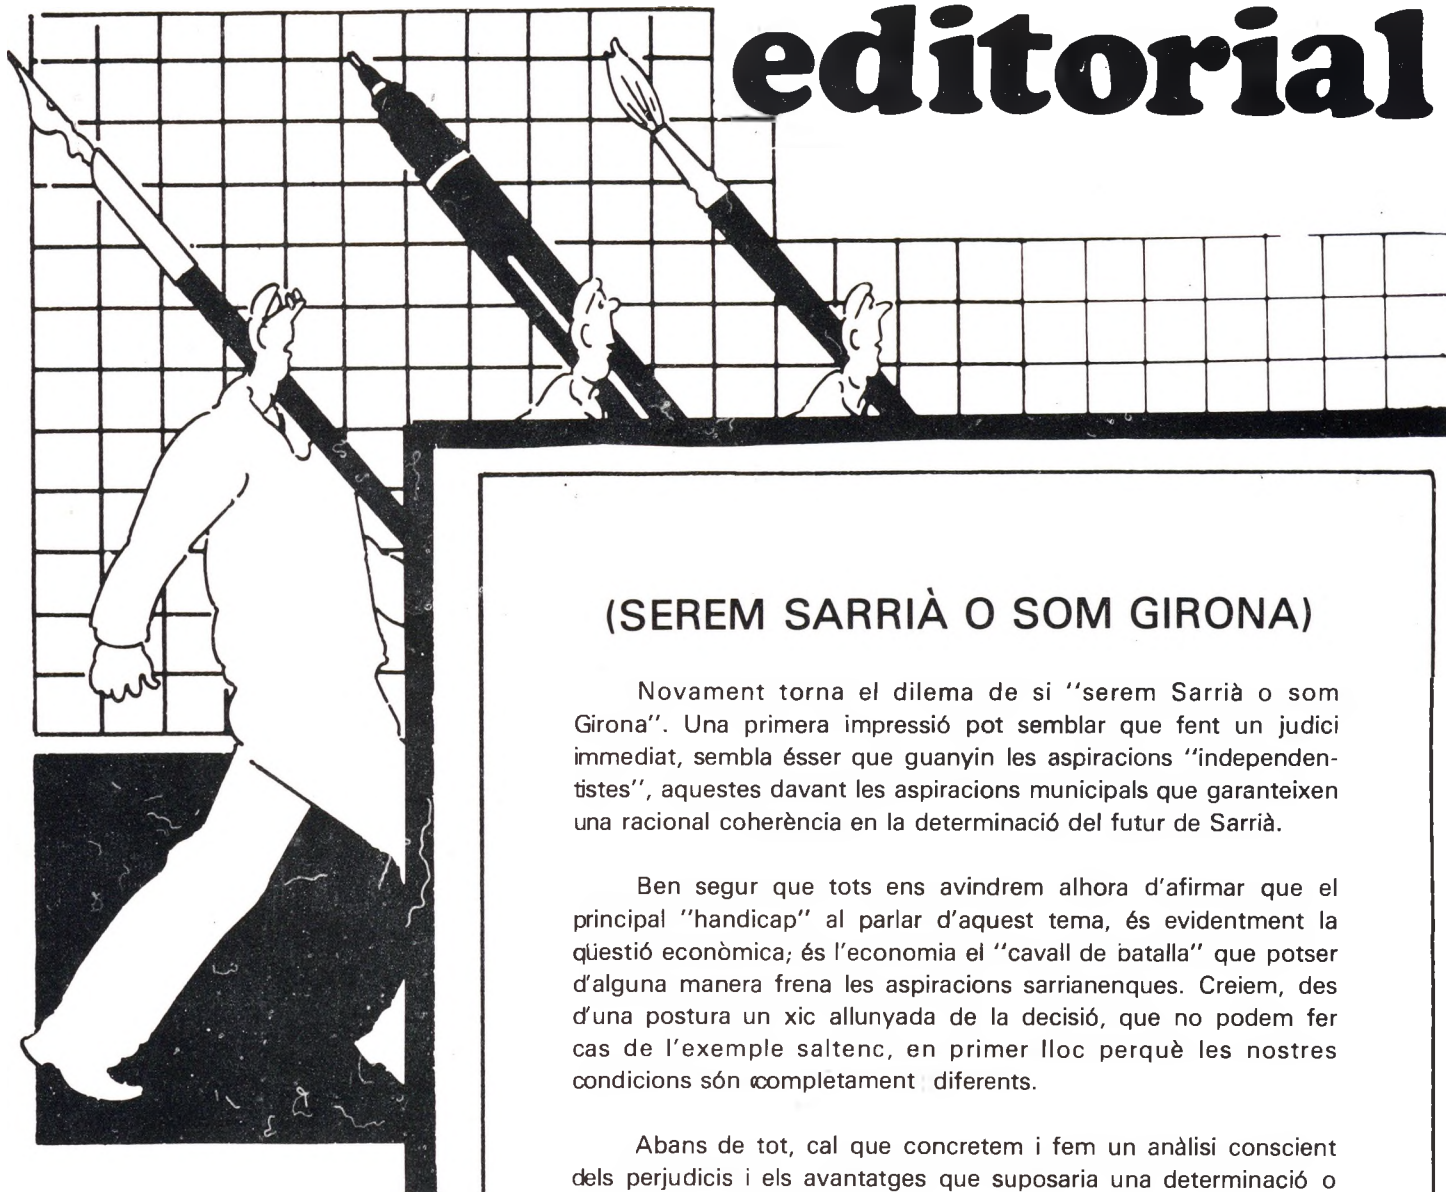 editorial
(SEREM SARRIÀ O SOM GIRONA)
Novament torna el dilema de si "serem Sarrià o som
Girona". Una primera impressió pot semblar que fent un judici
immediat, sembla ésser que guanyin les aspiracions "independen-
tistes", aquestes davant les aspiracions municipals que garanteixen
una racional coherència en la determinació del futur de Sarrià.
Ben segur que tots ens avindrem alhora d'afirmar que el
principal "handicap" al parlar d'aquest tema, és evidentment la
qüestió econòmica; és l'economia el "cavall de batalla" que potser
d'alguna manera frena les aspiracions sarrianenques. Creiem, des
d'una postura un xic allunyada de la decisió, que no podem fer
cas de l'exemple saltenc, en primer lloc perquè les nostres
condicions són completament diferents.
Abans de tot, cal que concretem i fem un anàlisi conscient
dels perjudicis i els avantatges que suposaria una determinació o